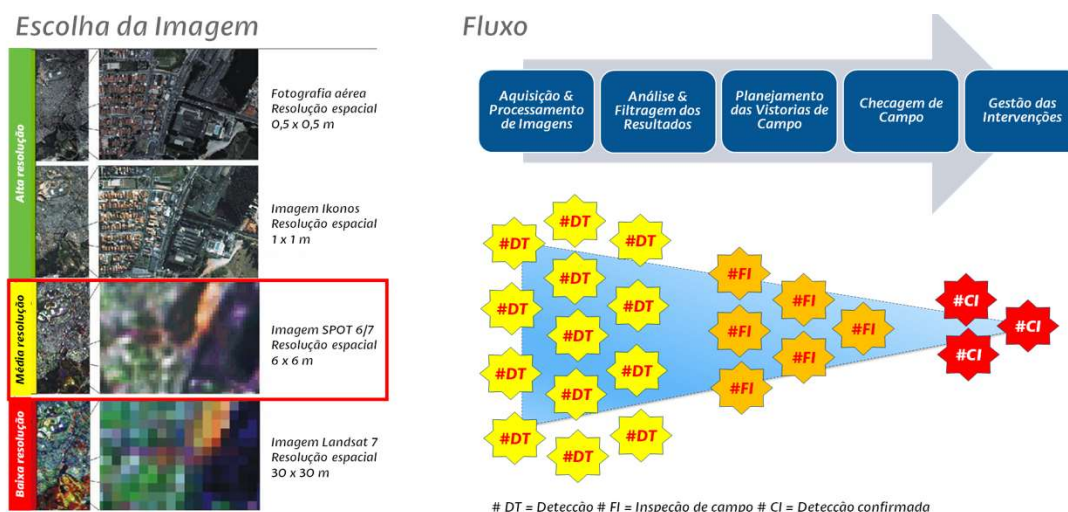 Escolha da Imagem
Alta resolução
Fotografia aérea
Resolução espacial
0,5 x 0,5 m
Imagem Ikonos
Resolução espacial
1 x 1 m
Média resolução
Imagem SPOT 6/7
Resolução espacial
6 x 6 m
Baixa resolução
Imagem Landsat 7
Resolução espacial
30 x 30 m
Fluxo
Aquisição &
Processamento
de Imagens
Análise &
Filtragem dos
Resultados
Planejamento
das Vistorias de
Campo
Checagem de
Campo
Gestão das
Intervenções
#DT
#DT
#DT
#DT
#DT
#DT
#DT
#DT
#DT
#DT
#DT
#DT
#DT
#DT
#FI
#FI
#FI
#FI
#FI
#FI
#CI
#CI
#CI
# DT = Detecção # FI = Inspeção de campo # CI = Detecção confirmada